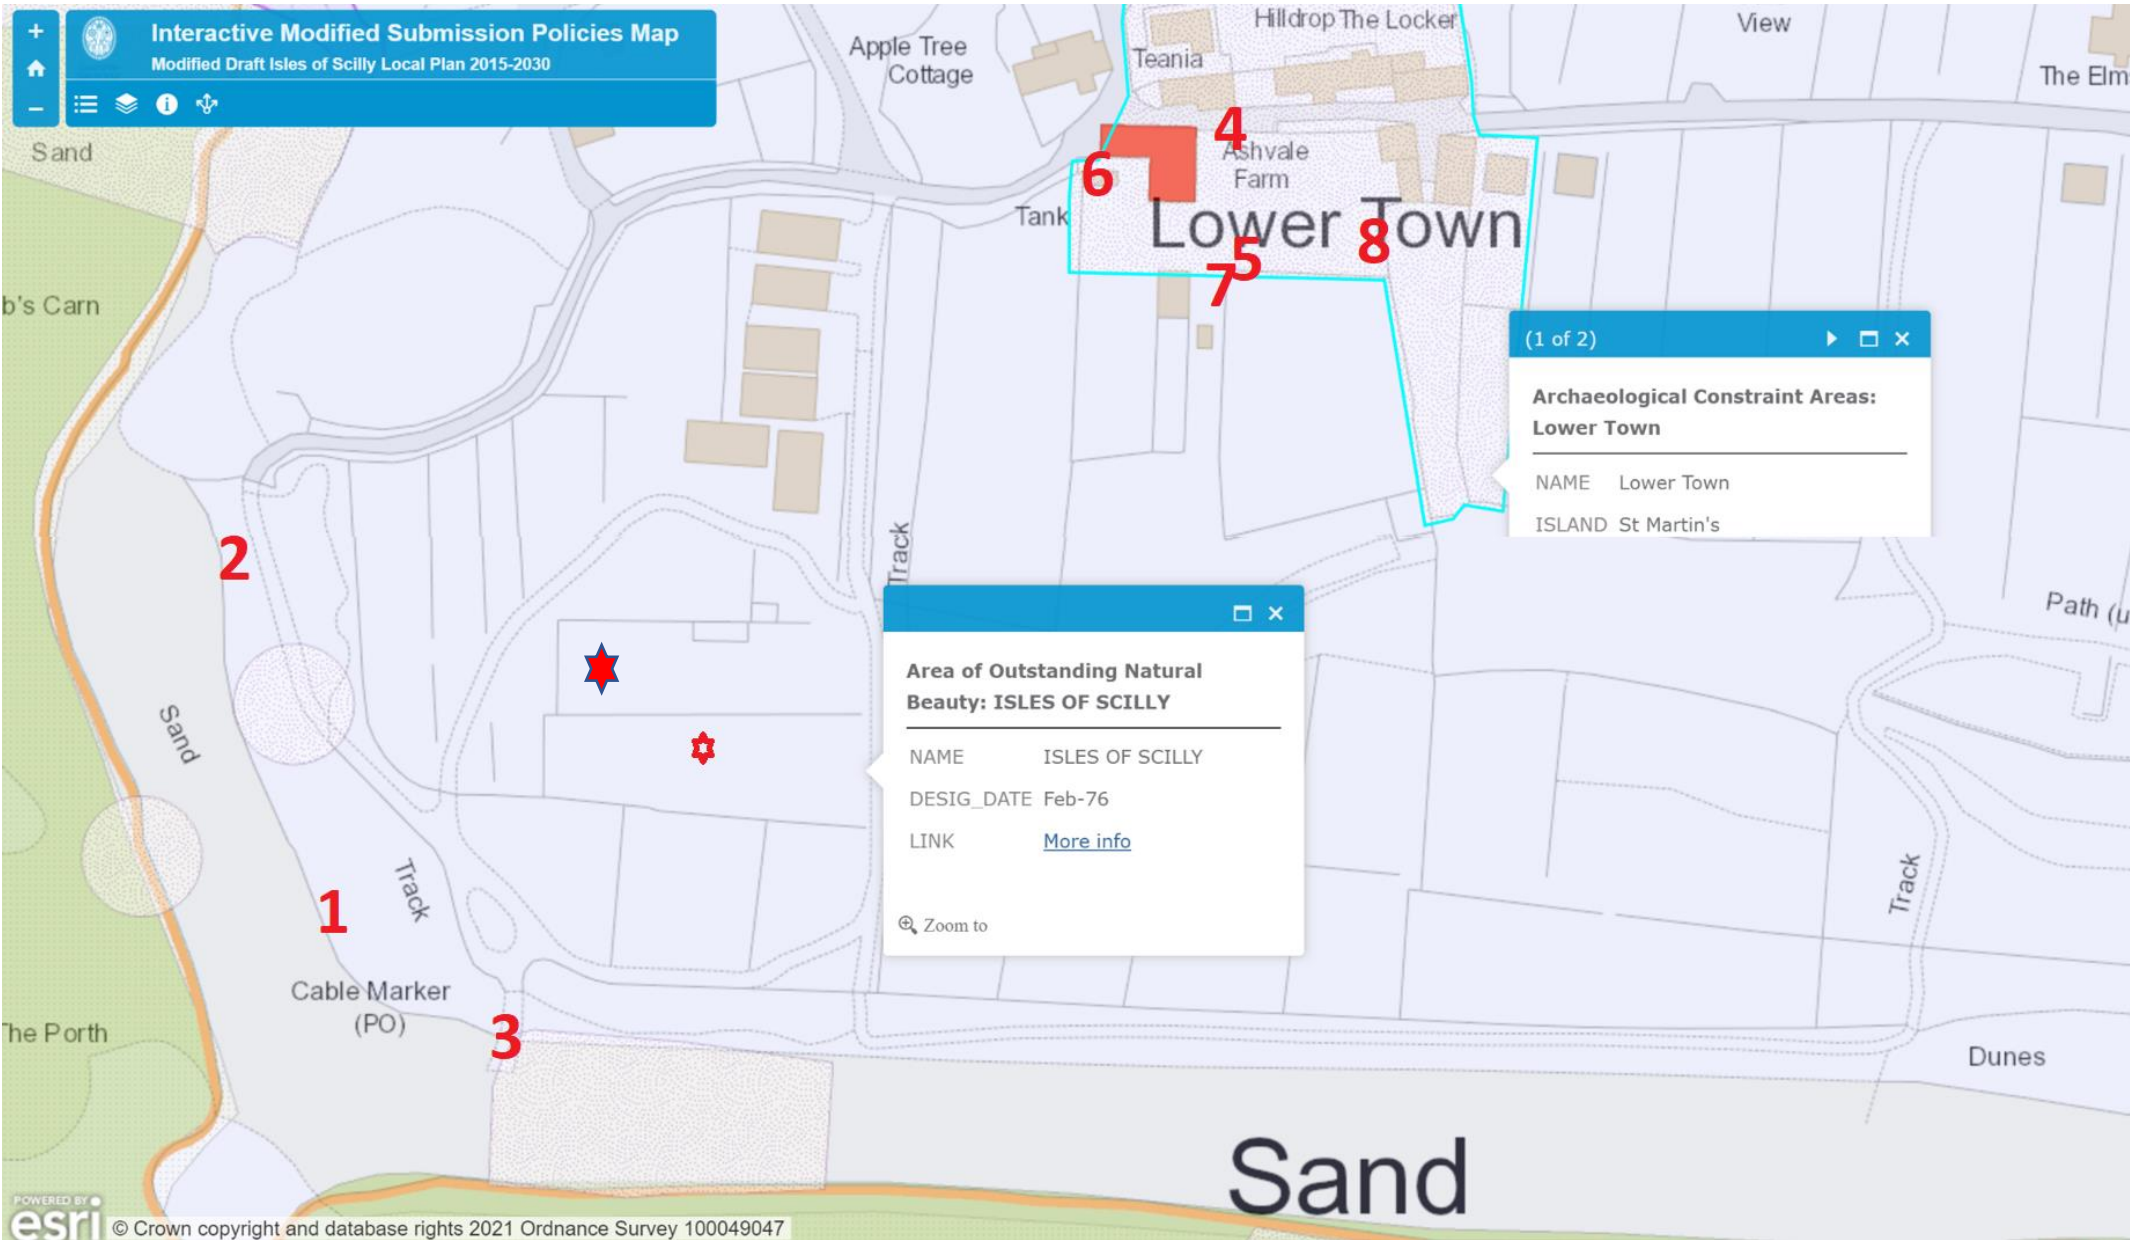 +
Interactive Modified Submission Policies Map
Modified Draft Isles of Scilly Local Plan 2015-2030
Hilldrop The Locker
View
Apple Tree
Cottage
Teania
The Elm
Sand
4
Ashvale
Farm
6
Tank
Lower Town
5
8
7
b's Carn
(1 of 2)
Archaeological Constraint Areas:
Lower Town
NAME Lower Town
ISLAND St Martin's
2
Track
Path (u
Area of Outstanding Natural
Beauty: ISLES OF SCILLY
NAME ISLES OF SCILLY
DESIG_DATE Feb-76
LINK More info
Zoom to
Sand
Track
1
Track
Cable Marker
(PO)
The Porth
3
Dunes
Sand
POWERED BY
esri
© Crown copyright and database rights 2021 Ordnance Survey 100049047